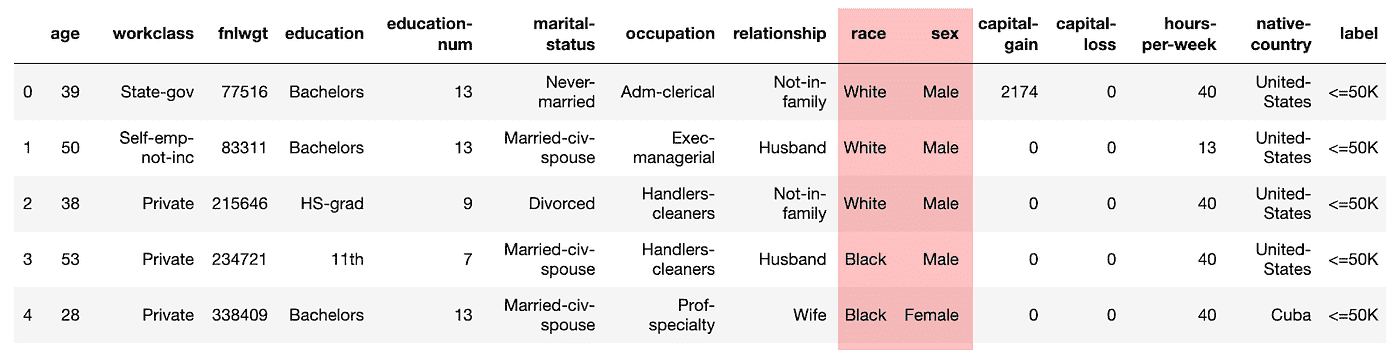 age workclass fnlwgt education education-num marital-status occupation relationship race sex capital-gain capital-loss hours-per-week native-country label
0 39 State-gov 77516 Bachelors 13 Never-married Adm-clerical Not-in-family White Male 2174 0 40 United-States <=50K
1 50 Self-emp-not-inc 83311 Bachelors 13 Married-civ-spouse Exec-managerial Husband White Male 0 0 13 United-States <=50K
2 38 Private 215646 HS-grad 9 Divorced Handlers-cleaners Not-in-family White Male 0 0 40 United-States <=50K
3 53 Private 234721 11th 7 Married-civ-spouse Handlers-cleaners Husband Black Male 0 0 40 United-States <=50K
4 28 Private 338409 Bachelors 13 Married-civ-spouse Prof-specialty Wife Black Female 0 0 40 Cuba <=50K